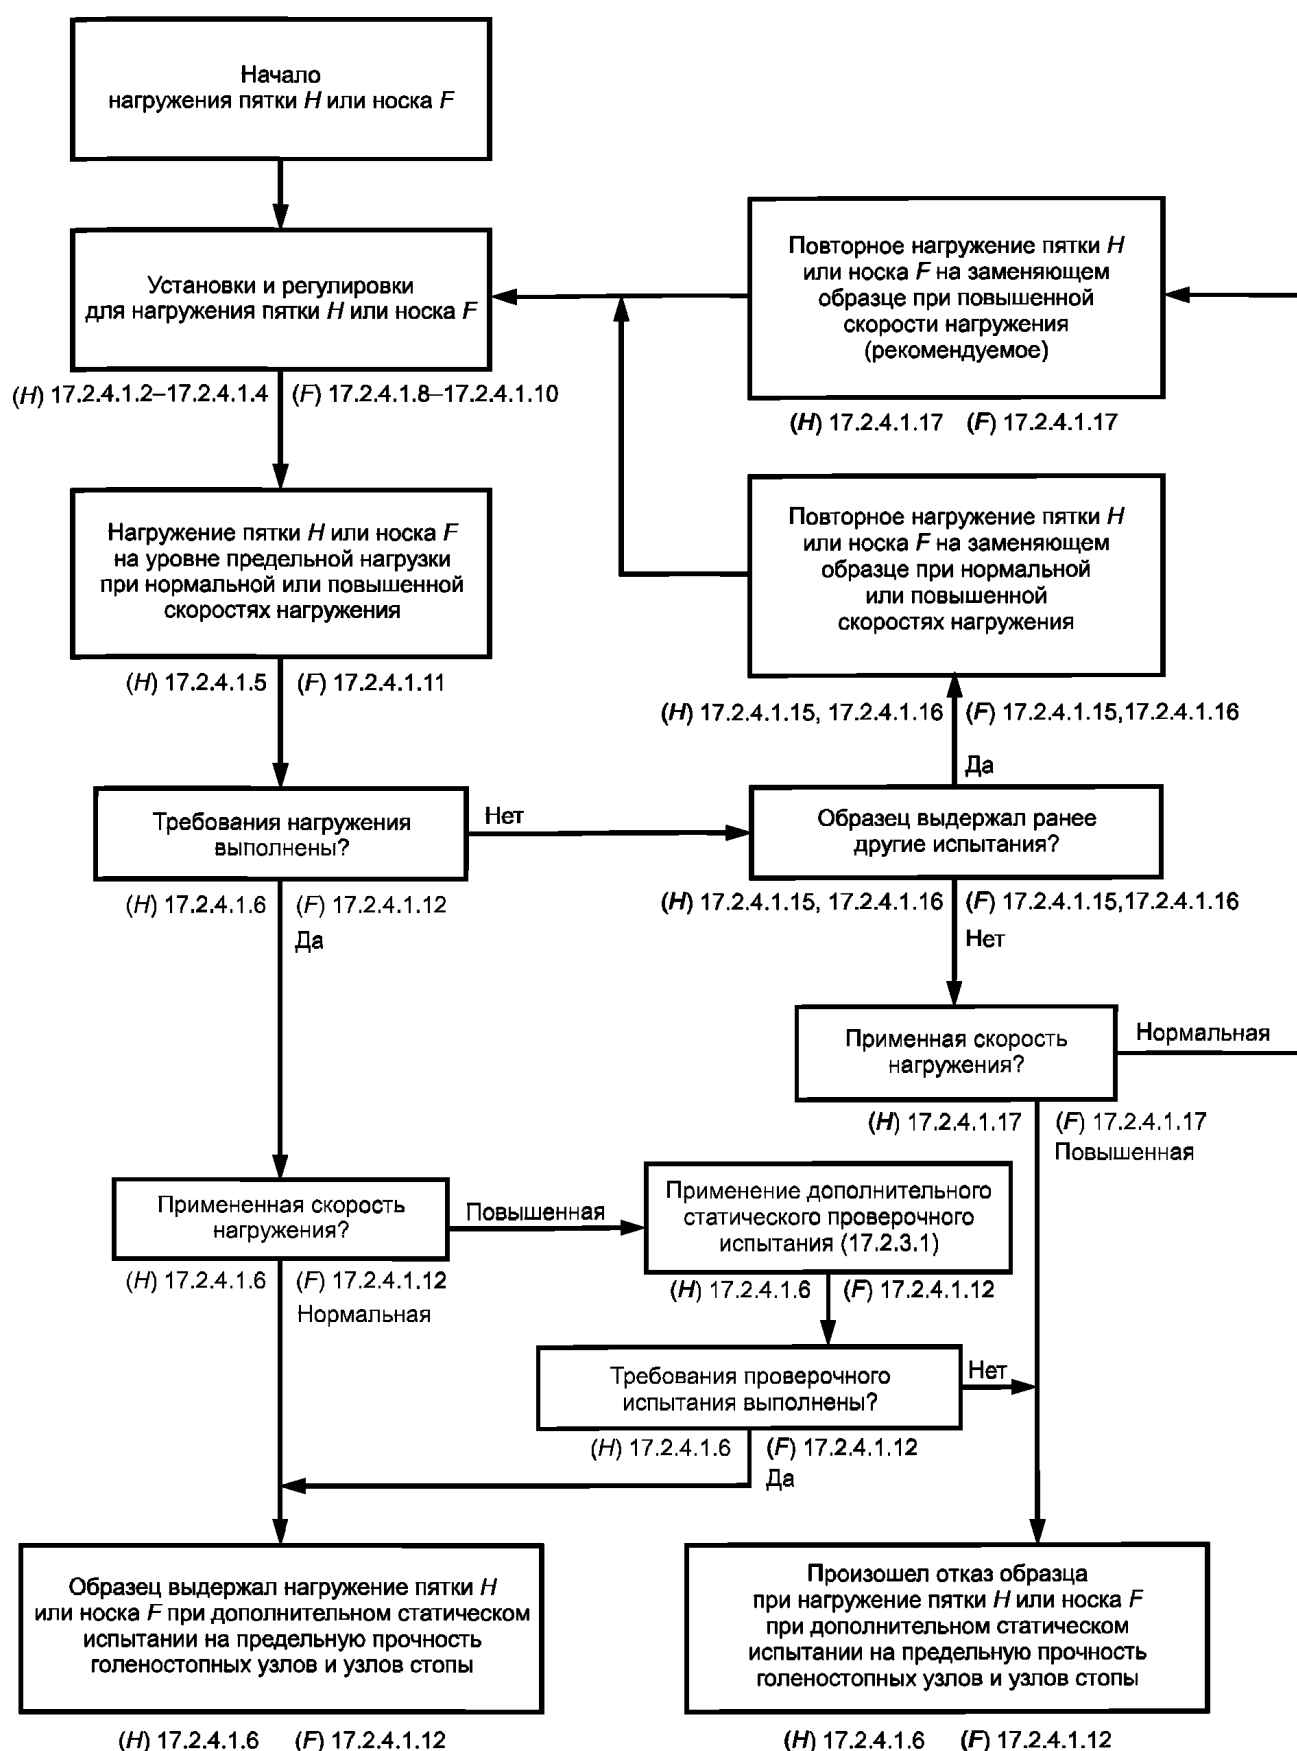 Начало
нагружения пятки H или носка F
Установки и регулировки
для нагружения пятки H или носка F
(H) 17.2.4.1.2–17.2.4.1.4 (F) 17.2.4.1.8–17.2.4.1.10
Повторное нагружение пятки H
или носка F на заменяющем
образце при повышенной
скорости нагружения
(рекомендуемое)
(H) 17.2.4.1.17 (F) 17.2.4.1.17
Нагружение пятки H или носка F
на уровне предельной нагрузки
при нормальной или повышенной
скоростях нагружения
(H) 17.2.4.1.5 (F) 17.2.4.1.11
Повторное нагружение пятки H
или носка F на заменяющем
образце при нормальной
или повышенной
скоростях нагружения
(H) 17.2.4.1.15, 17.2.4.1.16 (F) 17.2.4.1.15,17.2.4.1.16
Да
Требования нагружения
выполнены?
Нет
(H) 17.2.4.1.6 (F) 17.2.4.1.12
Да
Образец выдержал ранее
другие испытания?
(H) 17.2.4.1.15, 17.2.4.1.16 (F) 17.2.4.1.15,17.2.4.1.16
Нет
Применная скорость
нагружения?
Нормальная
(H) 17.2.4.1.17 (F) 17.2.4.1.17
Повышенная
Примененная скорость
нагружения?
Повышенная
(H) 17.2.4.1.6 (F) 17.2.4.1.12
Нормальная
Применение дополнительного
статического проверочного
испытания (17.2.3.1)
(H) 17.2.4.1.6 (F) 17.2.4.1.12
Требования проверочного
испытания выполнены?
Нет
(H) 17.2.4.1.6 (F) 17.2.4.1.12
Да
Образец выдержал нагружение пятки H
или носка F при дополнительном статическом
испытании на предельную прочность
голеностопных узлов и узлов стопы
(H) 17.2.4.1.6 (F) 17.2.4.1.12
Произошел отказ образца
при нагружение пятки H или носка F
при дополнительном статическом
испытании на предельную прочность
голеностопных узлов и узлов стопы
(H) 17.2.4.1.6 (F) 17.2.4.1.12